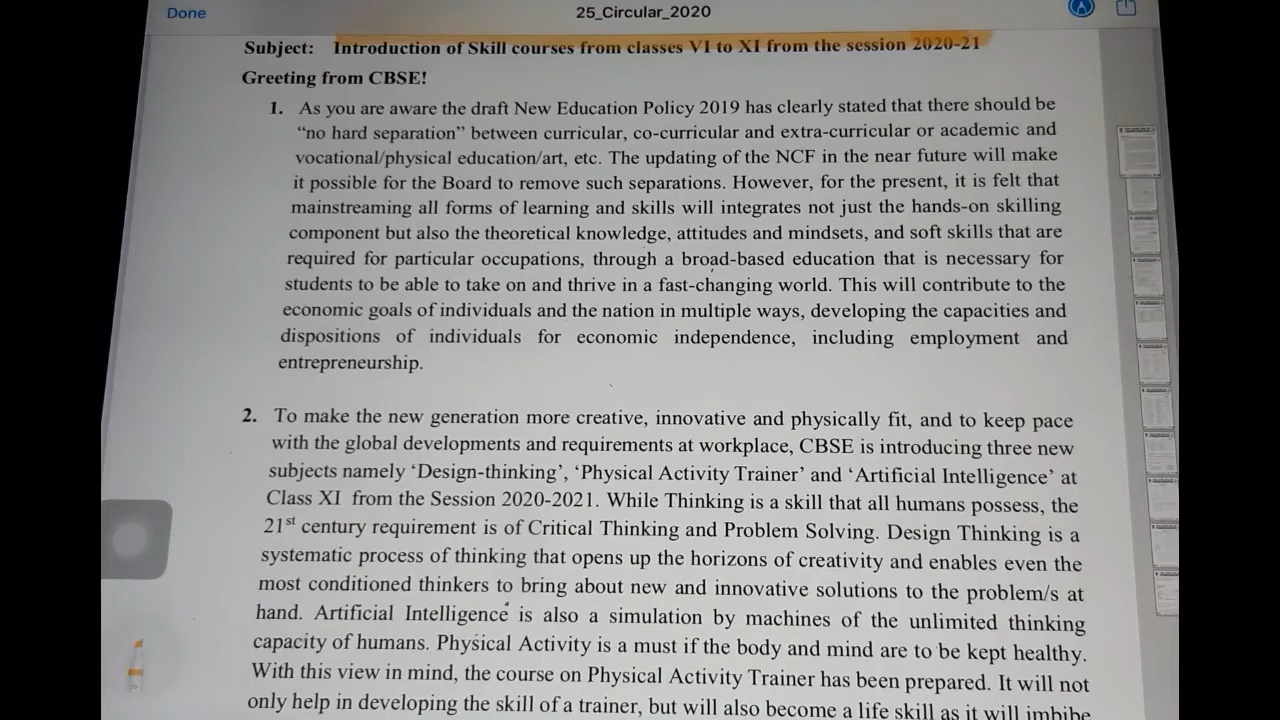 Done
25_Circular_2020
Subject: Introduction of Skill courses from classes VI to XI from the session 2020-21
Greeting from CBSE!
1. As you are aware the draft New Education Policy 2019 has clearly stated that there should be
“no hard separation” between curricular, co-curricular and extra-curricular or academic and
vocational/physical education/art, etc. The updating of the NCF in the near future will make
it possible for the Board to remove such separations. However, for the present, it is felt that
mainstreaming all forms of learning and skills will integrates not just the hands-on skilling
component but also the theoretical knowledge, attitudes and mindsets, and soft skills that are
required for particular occupations, through a broad-based education that is necessary for
students to be able to take on and thrive in a fast-changing world. This will contribute to the
economic goals of individuals and the nation in multiple ways, developing the capacities and
dispositions of individuals for economic independence, including employment and
entrepreneurship.
2. To make the new generation more creative, innovative and physically fit, and to keep pace
with the global developments and requirements at workplace, CBSE is introducing three new
subjects namely ‘Design-thinking’, ‘Physical Activity Trainer’ and ‘Artificial Intelligence’ at
Class XI from the Session 2020-2021. While Thinking is a skill that all humans possess, the
21st century requirement is of Critical Thinking and Problem Solving. Design Thinking is a
systematic process of thinking that opens up the horizons of creativity and enables even the
most conditioned thinkers to bring about new and innovative solutions to the problem/s at
hand. Artificial Intelligence is also a simulation by machines of the unlimited thinking
capacity of humans. Physical Activity is a must if the body and mind are to be kept healthy.
With this view in mind, the course on Physical Activity Trainer has been prepared. It will not
only help in developing the skill of a trainer, but will also become a life skill as it will imbibe